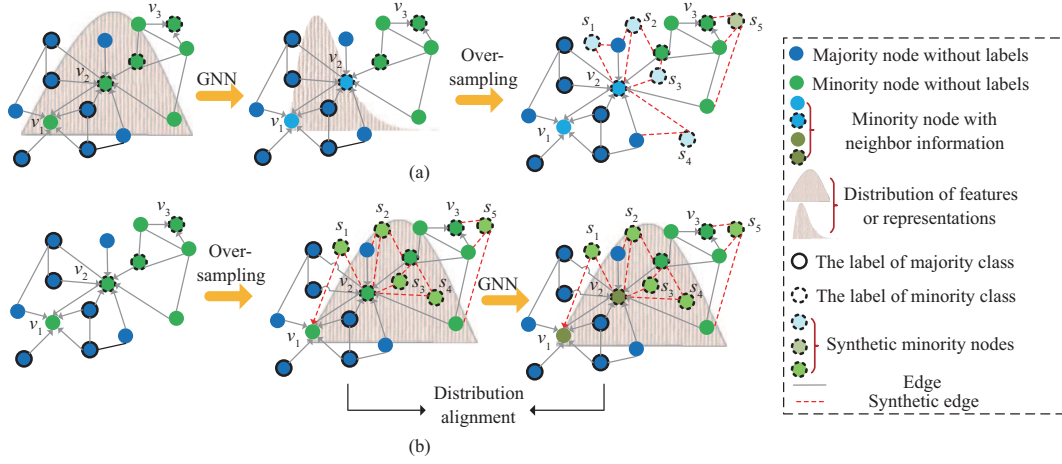 v3
v2
v1
GNN
v3
v2
v1
Over-
sampling
s1
s2
v3
s5
v2
s3
v1
s4
(a)
v3
v2
v1
Over-
sampling
s1
s2
v3
s5
v2
s3
s4
v1
GNN
s1
s2
v3
s5
v2
s3
s4
v1
Distribution
alignment
(b)
Majority node without labels
Minority node without labels
Minority node with
neighbor information
Distribution of features
or representations
The label of majority class
The label of minority class
Synthetic minority nodes
Edge
Synthetic edge